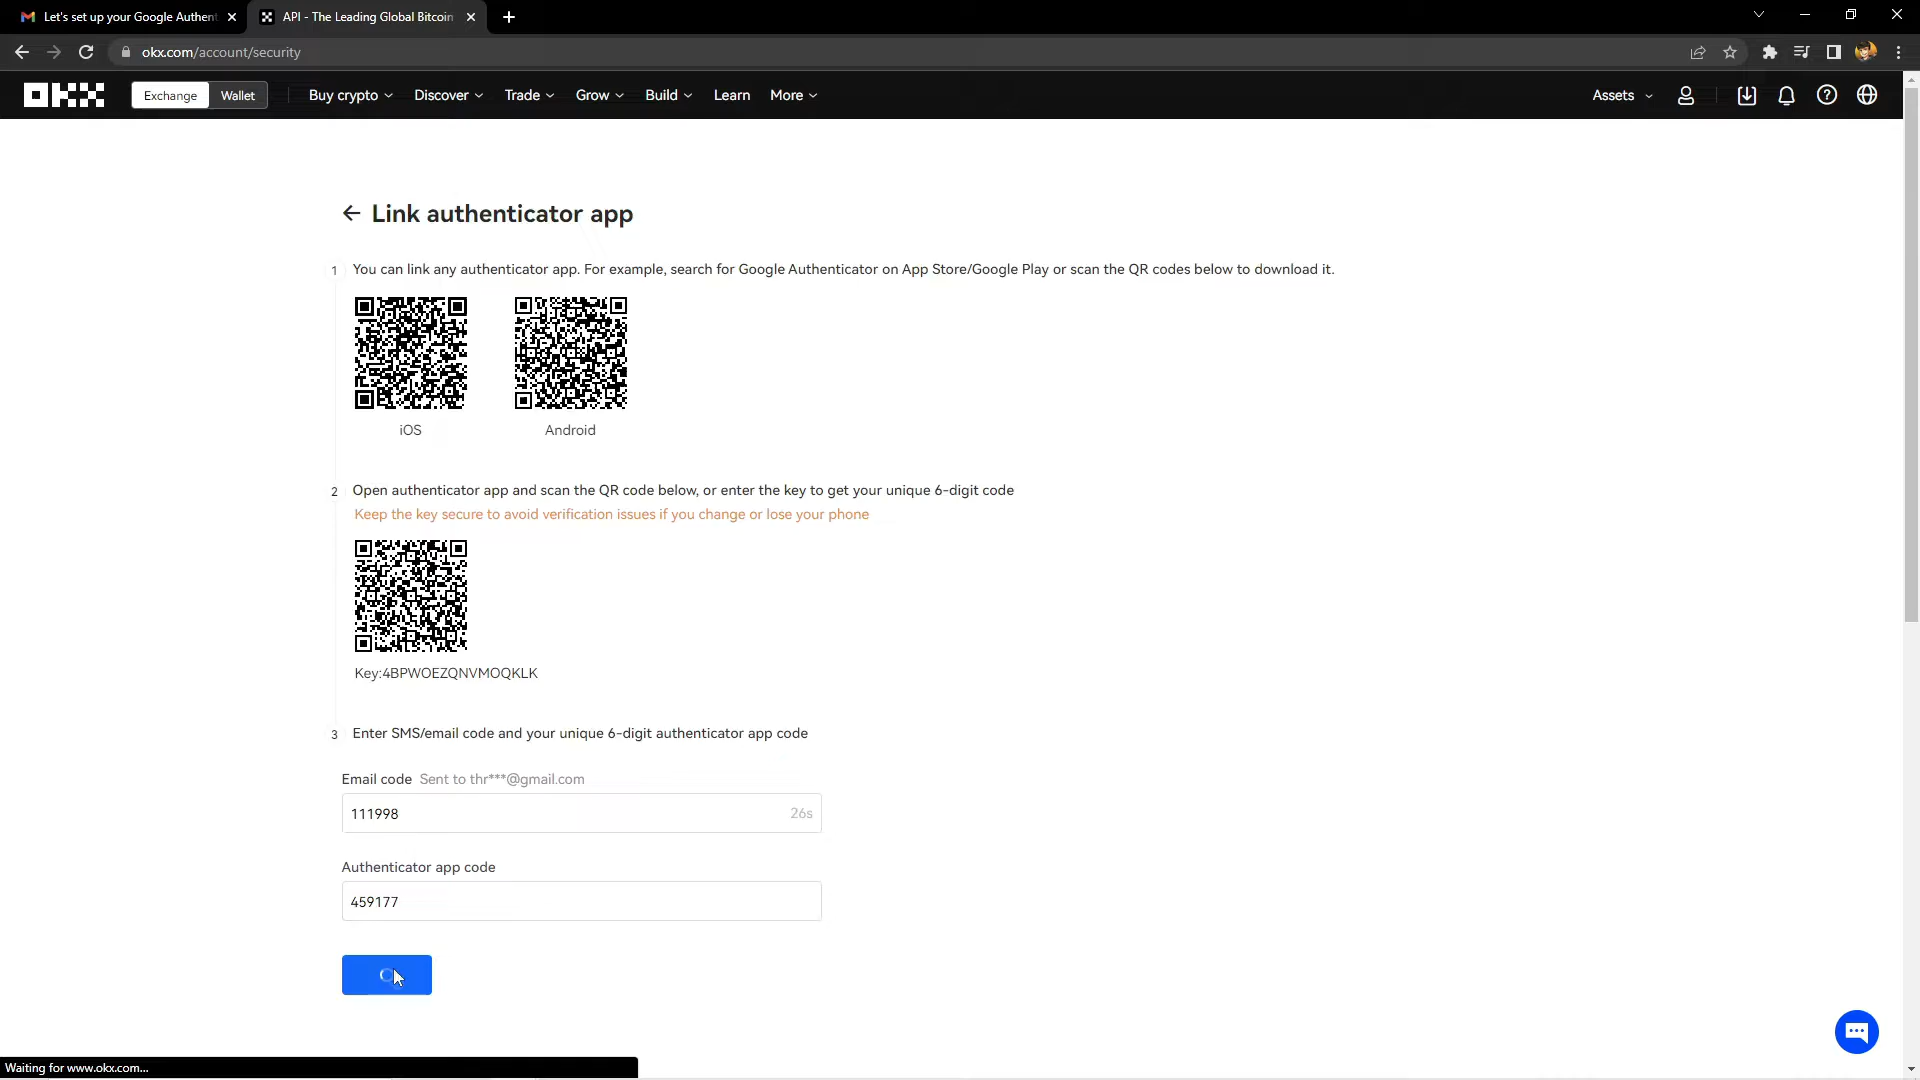 Let's set up your Google Authent
API - The Leading Global Bitcoin
okx.com/account/security
OKX
Exchange
Wallet
Buy crypto
Discover
Trade
Grow
Build
Learn
More
Assets
Link authenticator app
1
You can link any authenticator app. For example, search for Google Authenticator on App Store/Google Play or scan the QR codes below to download it.
iOS
Android
2
Open authenticator app and scan the QR code below, or enter the key to get your unique 6-digit code
Keep the key secure to avoid verification issues if you change or lose your phone
Key:4BPWOEZQNVMOQKLK
3
Enter SMS/email code and your unique 6-digit authenticator app code
Email code Sent to thr***@gmail.com
111998
26s
Authenticator app code
459177
Waiting for www.okx.com...